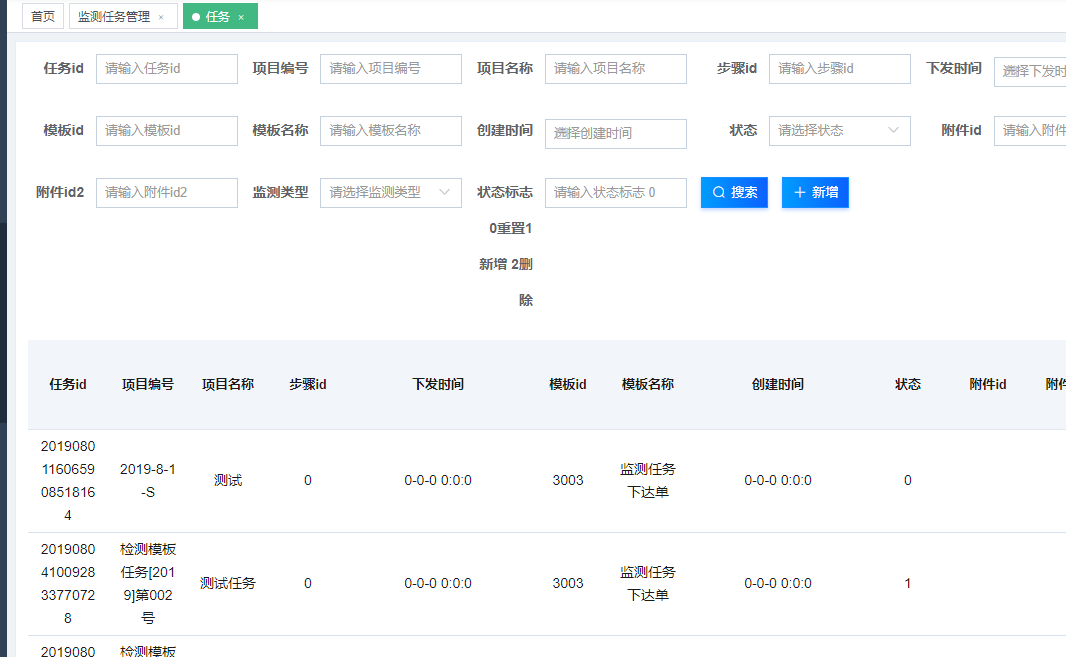 首页 监测任务管理 × 任务 ×
任务id 请输入任务id 项目编号 请输入项目编号 项目名称 请输入项目名称 步骤id 请输入步骤id 下发时间 选择下发时
模板id 请输入模板id 模板名称 请输入模板名称 创建时间 选择创建时间 状态 请选择状态 附件id 请输入附件
附件id2 请输入附件id2 监测类型 请选择监测类型 状态标志 请输入状态标志 0 搜索 新增
0重置1
新增 2删
除
任务id 项目编号 项目名称 步骤id 下发时间 模板id 模板名称 创建时间 状态 附件id 附件
2019080
1160659
0851816
4
2019-8-1
-S
测试
0
0-0-0 0:0:0
3003
监测任务
下达单
0-0-0 0:0:0
0
2019080
4100928
3377072
8
检测模板
任务[201
9]第002
号
测试任务
0
0-0-0 0:0:0
3003
监测任务
下达单
0-0-0 0:0:0
1
2019080
检测模板